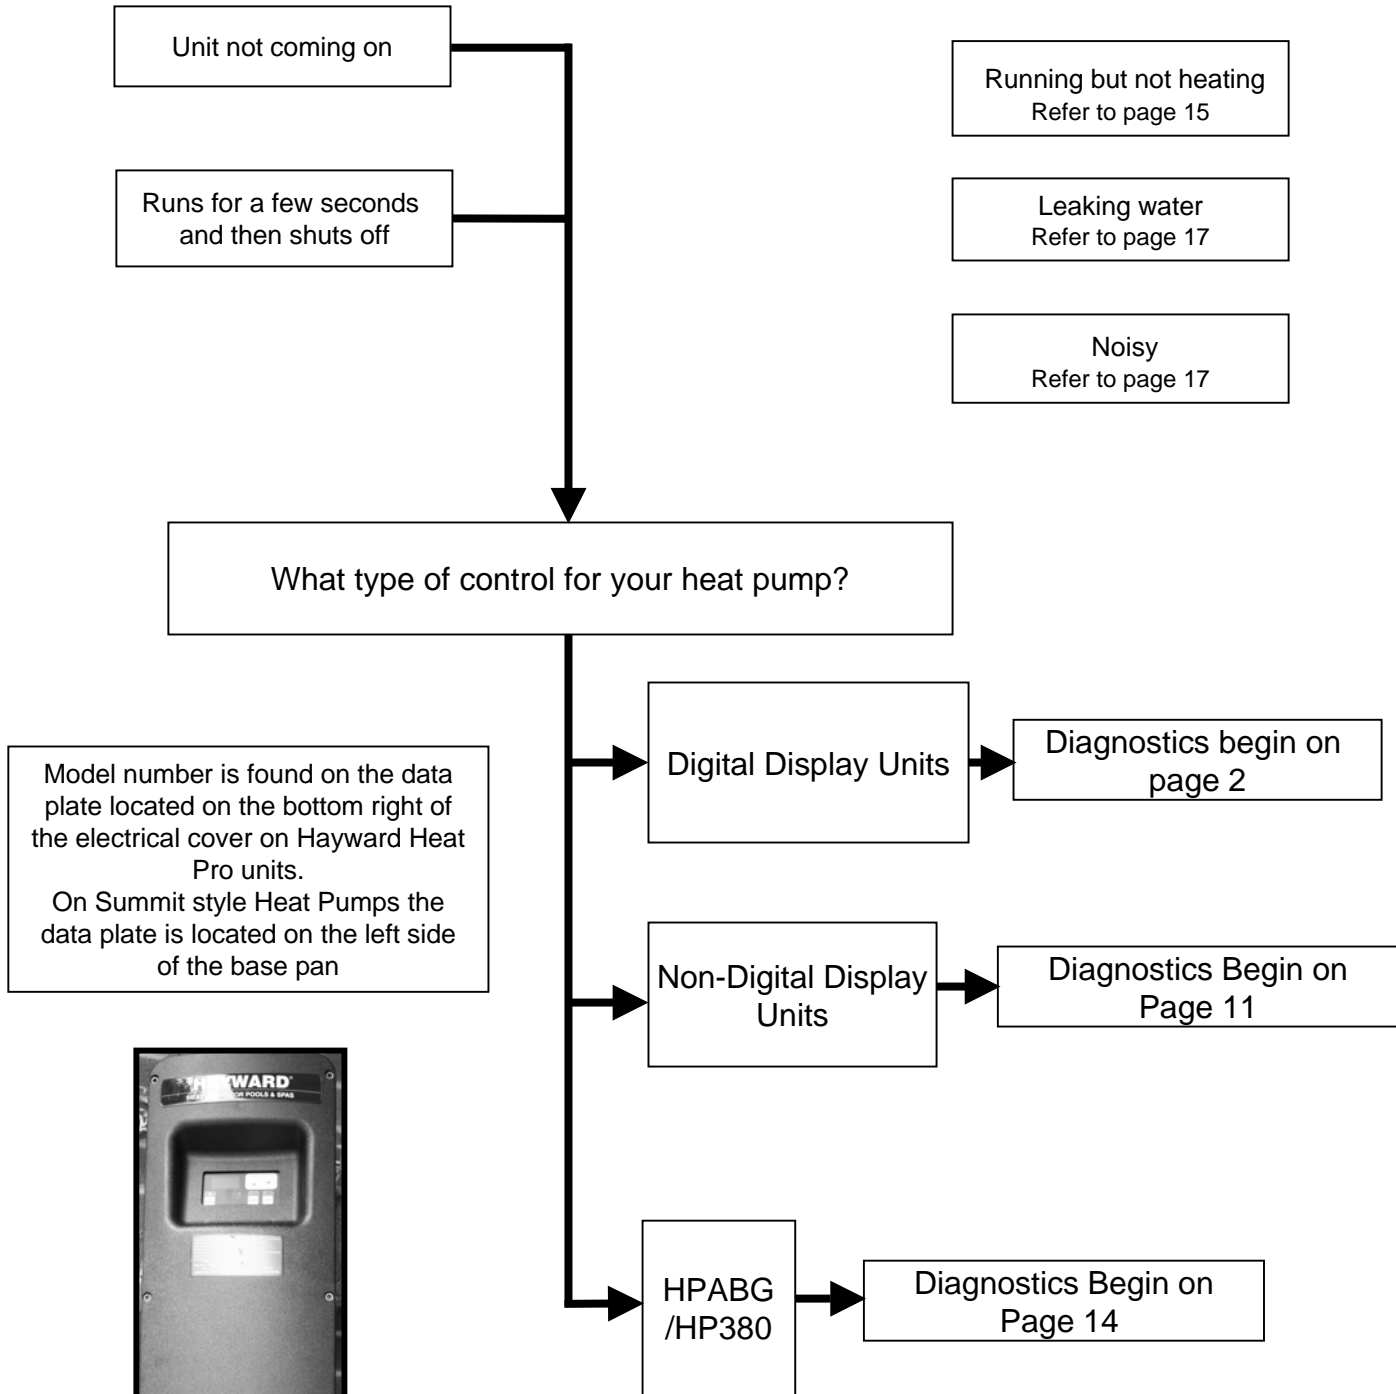 Unit not coming on
Running but not heating
Refer to page 15
Runs for a few seconds
and then shuts off
Leaking water
Refer to page 17
Noisy
Refer to page 17
What type of control for your heat pump?
Digital Display Units
Diagnostics begin on
page 2
Model number is found on the data
plate located on the bottom right of
the electrical cover on Hayward Heat
Pro units.
On Summit style Heat Pumps the
data plate is located on the left side
of the base pan
Non-Digital Display
Units
Diagnostics Begin on
Page 11
HAYWARD
POOLS & SPAS
HPABG
/HP380
Diagnostics Begin on
Page 14